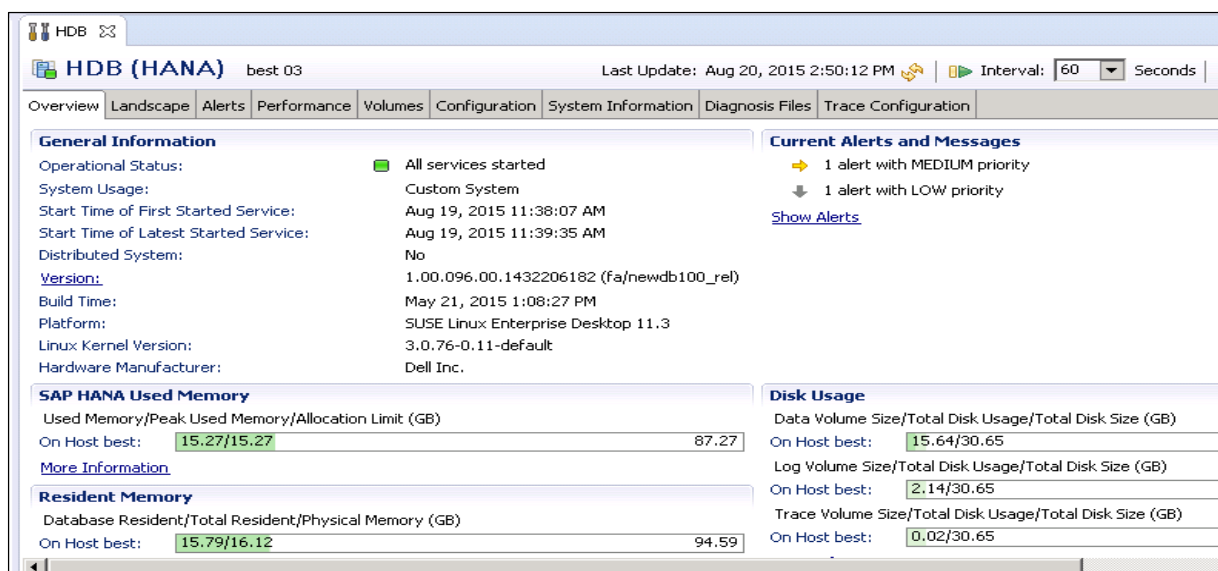 HDB
HDB (HANA) best 03 Last Update: Aug 20, 2015 2:50:12 PM Interval: 60 Seconds
Overview Landscape Alerts Performance Volumes Configuration System Information Diagnosis Files Trace Configuration
General Information
Operational Status: All services started
System Usage: Custom System
Start Time of First Started Service: Aug 19, 2015 11:38:07 AM
Start Time of Latest Started Service: Aug 19, 2015 11:39:35 AM
Distributed System: No
Version: 1.00.096.00.1432206182 (fa/newdb100_rel)
Build Time: May 21, 2015 1:08:27 PM
Platform: SUSE Linux Enterprise Desktop 11.3
Linux Kernel Version: 3.0.76-0.11-default
Hardware Manufacturer: Dell Inc.
Current Alerts and Messages
1 alert with MEDIUM priority
1 alert with LOW priority
Show Alerts
SAP HANA Used Memory
Used Memory/Peak Used Memory/Allocation Limit (GB)
On Host best: 15.27/15.27 87.27
More Information
Resident Memory
Database Resident/Total Resident/Physical Memory (GB)
On Host best: 15.79/16.12 94.59
Disk Usage
Data Volume Size/Total Disk Usage/Total Disk Size (GB)
On Host best: 15.64/30.65
Log Volume Size/Total Disk Usage/Total Disk Size (GB)
On Host best: 2.14/30.65
Trace Volume Size/Total Disk Usage/Total Disk Size (GB)
On Host best: 0.02/30.65